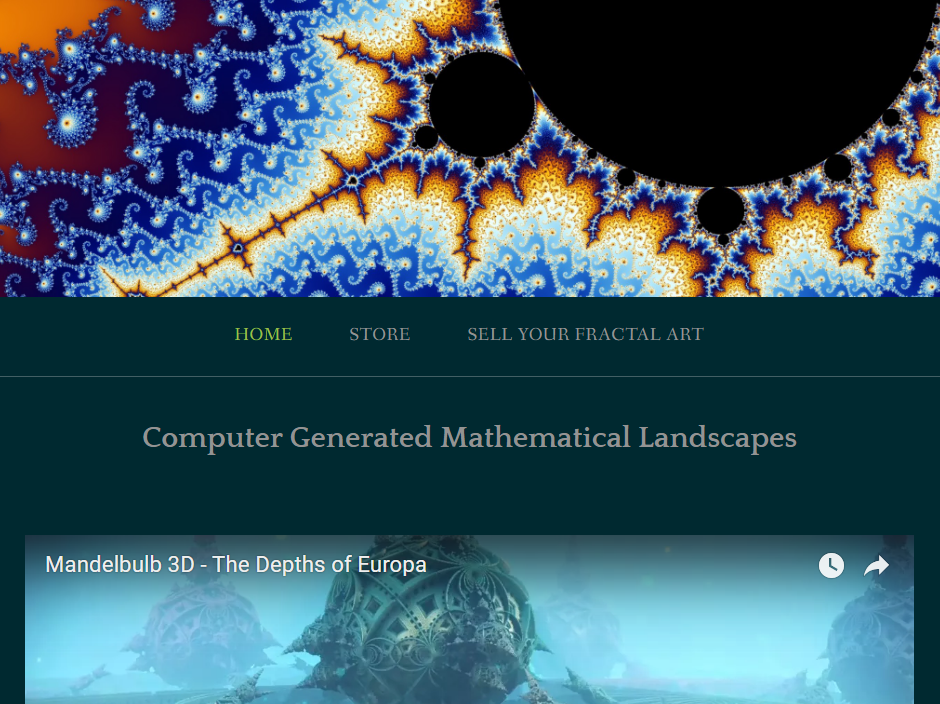 HOME STORE SELL YOUR FRACTAL ART
Computer Generated Mathematical Landscapes
Mandelbulb 3D - The Depths of Europa